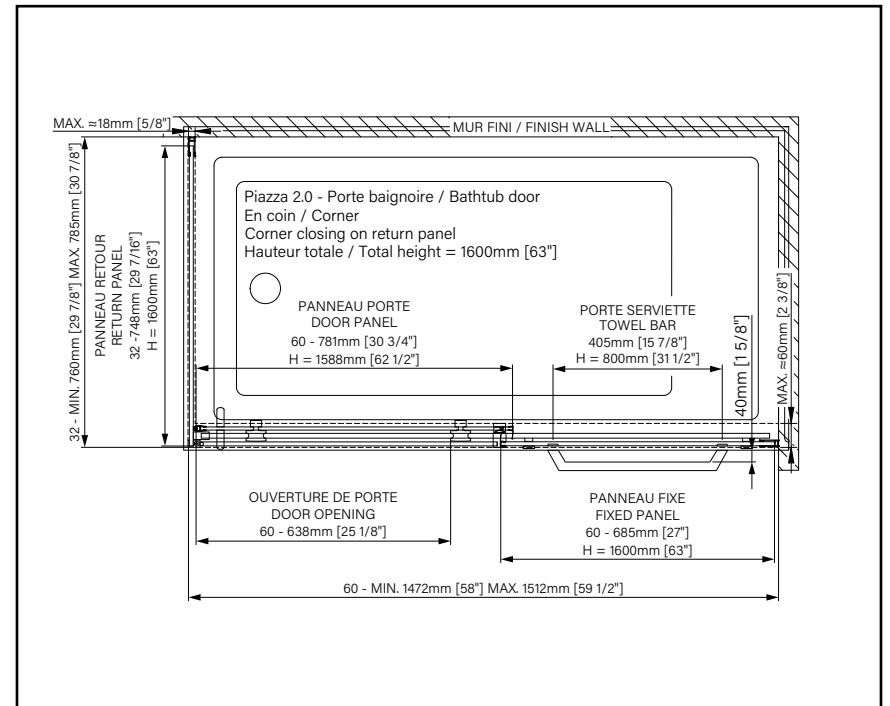 MAX. ≈18mm [5/8"]
MUR FINI / FINISH WALL
32 - MIN. 760mm [29 7/8"] MAX. 785mm [30 7/8"]
PANNEAU RETOUR
RETURN PANEL
32 -748mm [29 7/16"]
H = 1600mm [63"]
Piazza 2.0 - Porte baignoire / Bathtub door
En coin / Corner
Corner closing on return panel
Hauteur totale / Total height = 1600mm [63"]
PANNEAU PORTE
DOOR PANEL
60 - 781mm [30 3/4"]
H = 1588mm [62 1/2"]
PORTE SERVIETTE
TOWEL BAR
405mm [15 7/8"]
H = 800mm [31 1/2"]
40mm [1 5/8"]
MAX. ≈60mm [2 3/8"]
OUVERTURE DE PORTE
DOOR OPENING
60 - 638mm [25 1/8"]
PANNEAU FIXE
FIXED PANEL
60 - 685mm [27"]
H = 1600mm [63"]
60 - MIN. 1472mm [58"] MAX. 1512mm [59 1/2"]